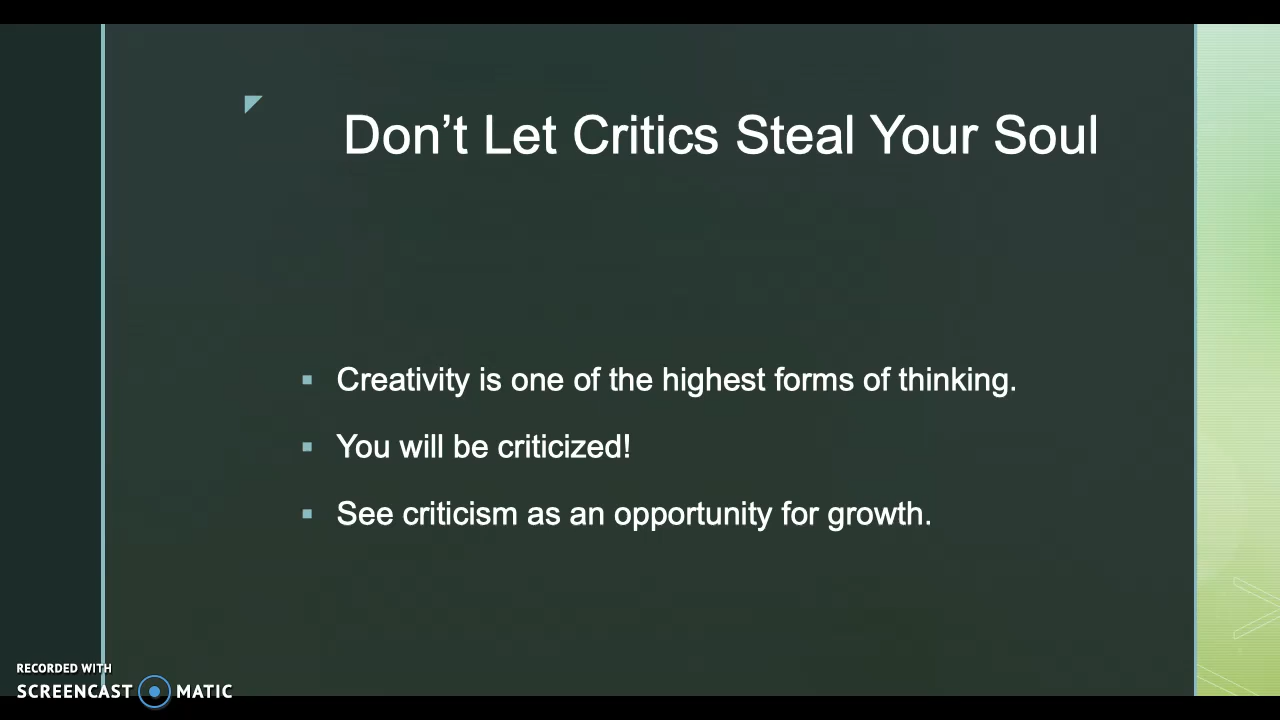 Don’t Let Critics Steal Your Soul
▪ Creativity is one of the highest forms of thinking.
▪ You will be criticized!
▪ See criticism as an opportunity for growth.
RECORDED WITH
SCREENCAST MATIC